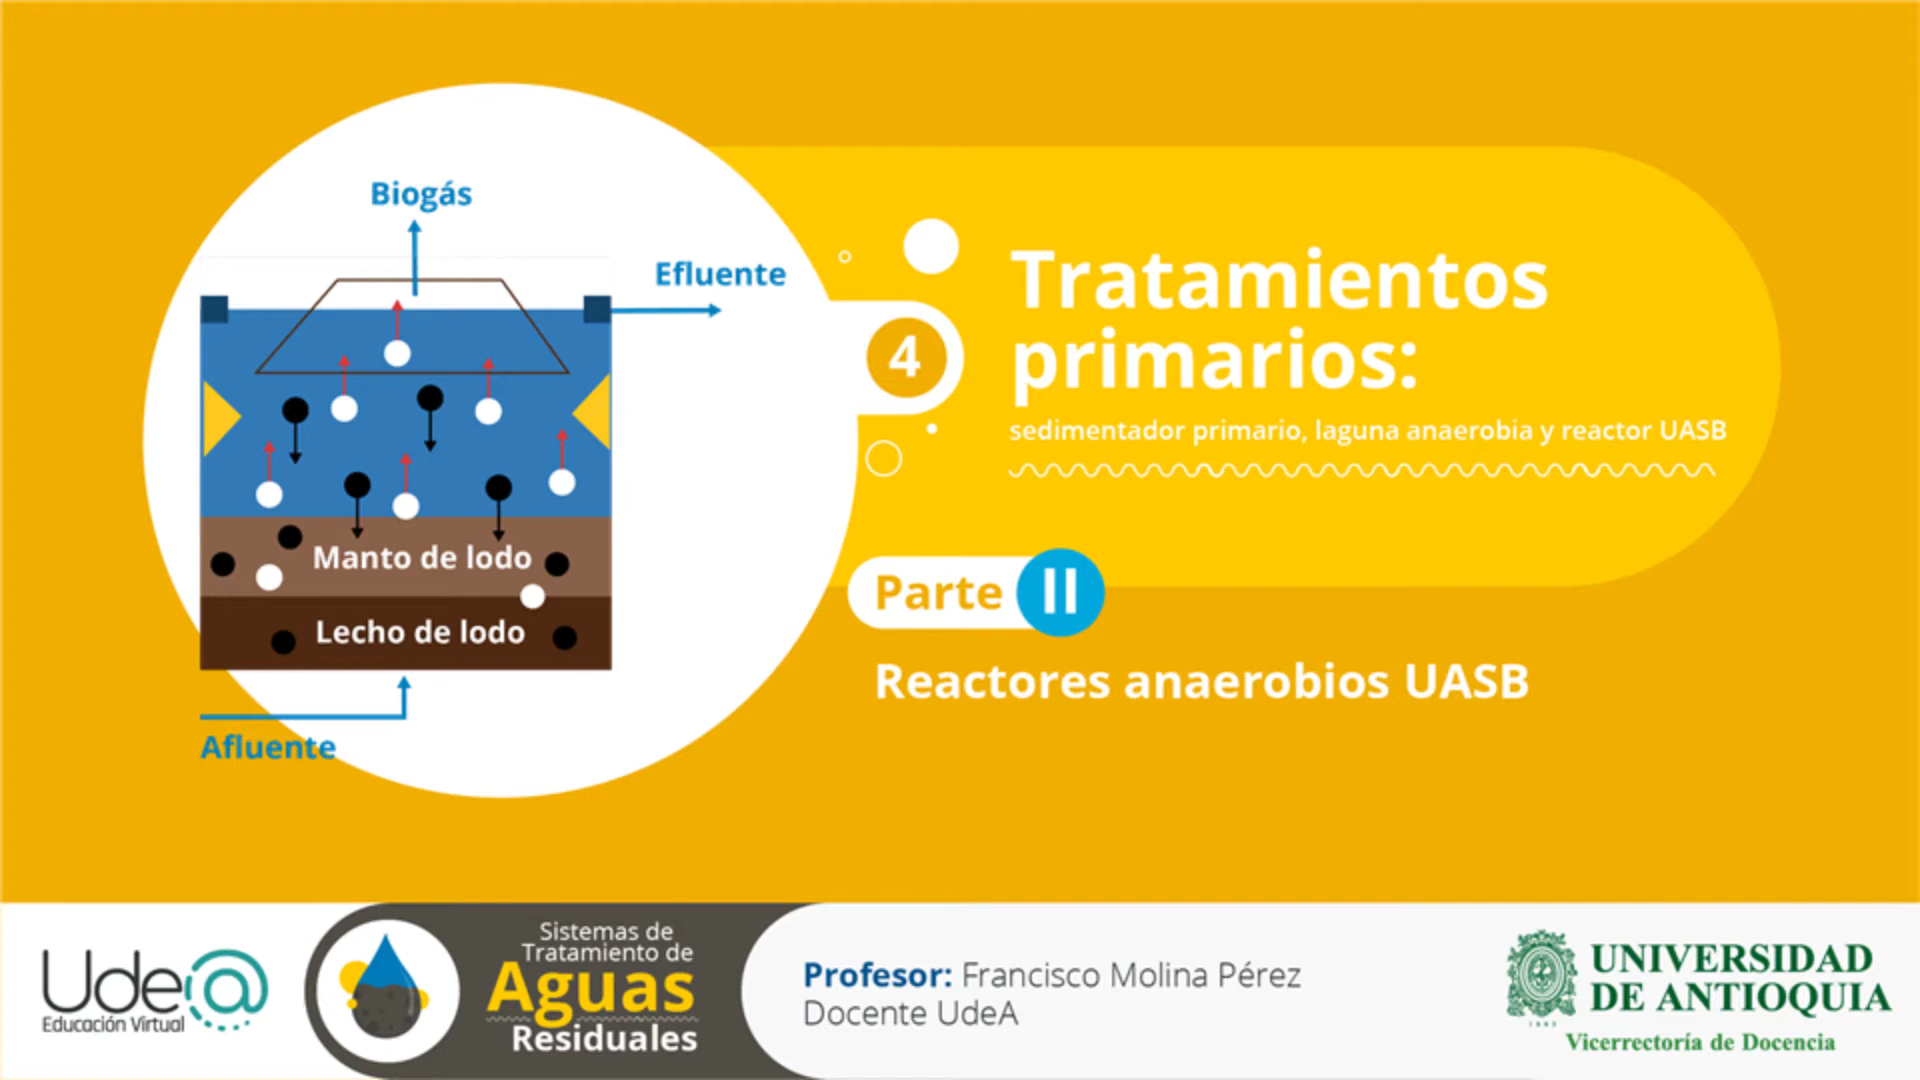 Biogás
Efluente
Manto de lodo
Lecho de lodo
Afluente
4
Tratamientos
primarios:
sedimentador primario, laguna anaerobia y reactor UASB
Parte II
Reactores anaerobios UASB
Ude@
Educación Virtual
Sistemas de
Tratamiento de
Aguas
Residuales
Profesor: Francisco Molina Pérez
Docente UdeA
1803
UNIVERSIDAD
DE ANTIOQUIA
Vicerrectoría de Docencia